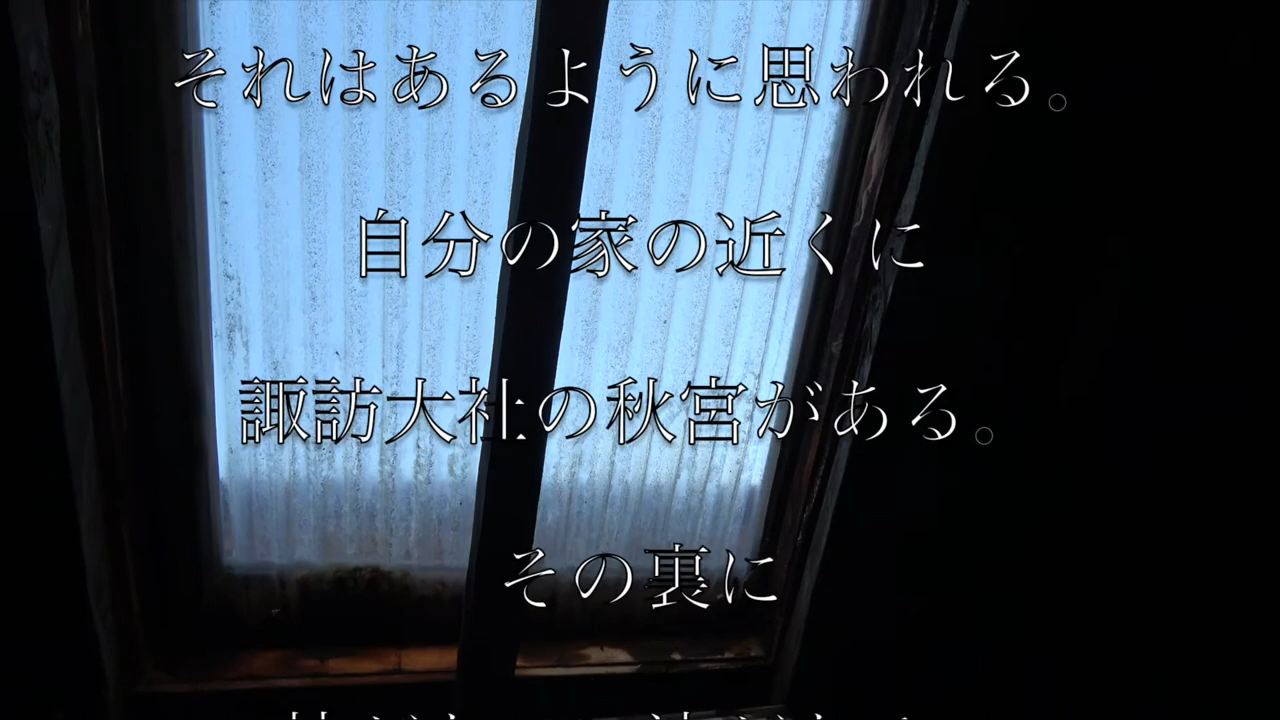 それはあるように思われる。
自分の家の近くに
諏訪大社の秋宮がある。
その裏に